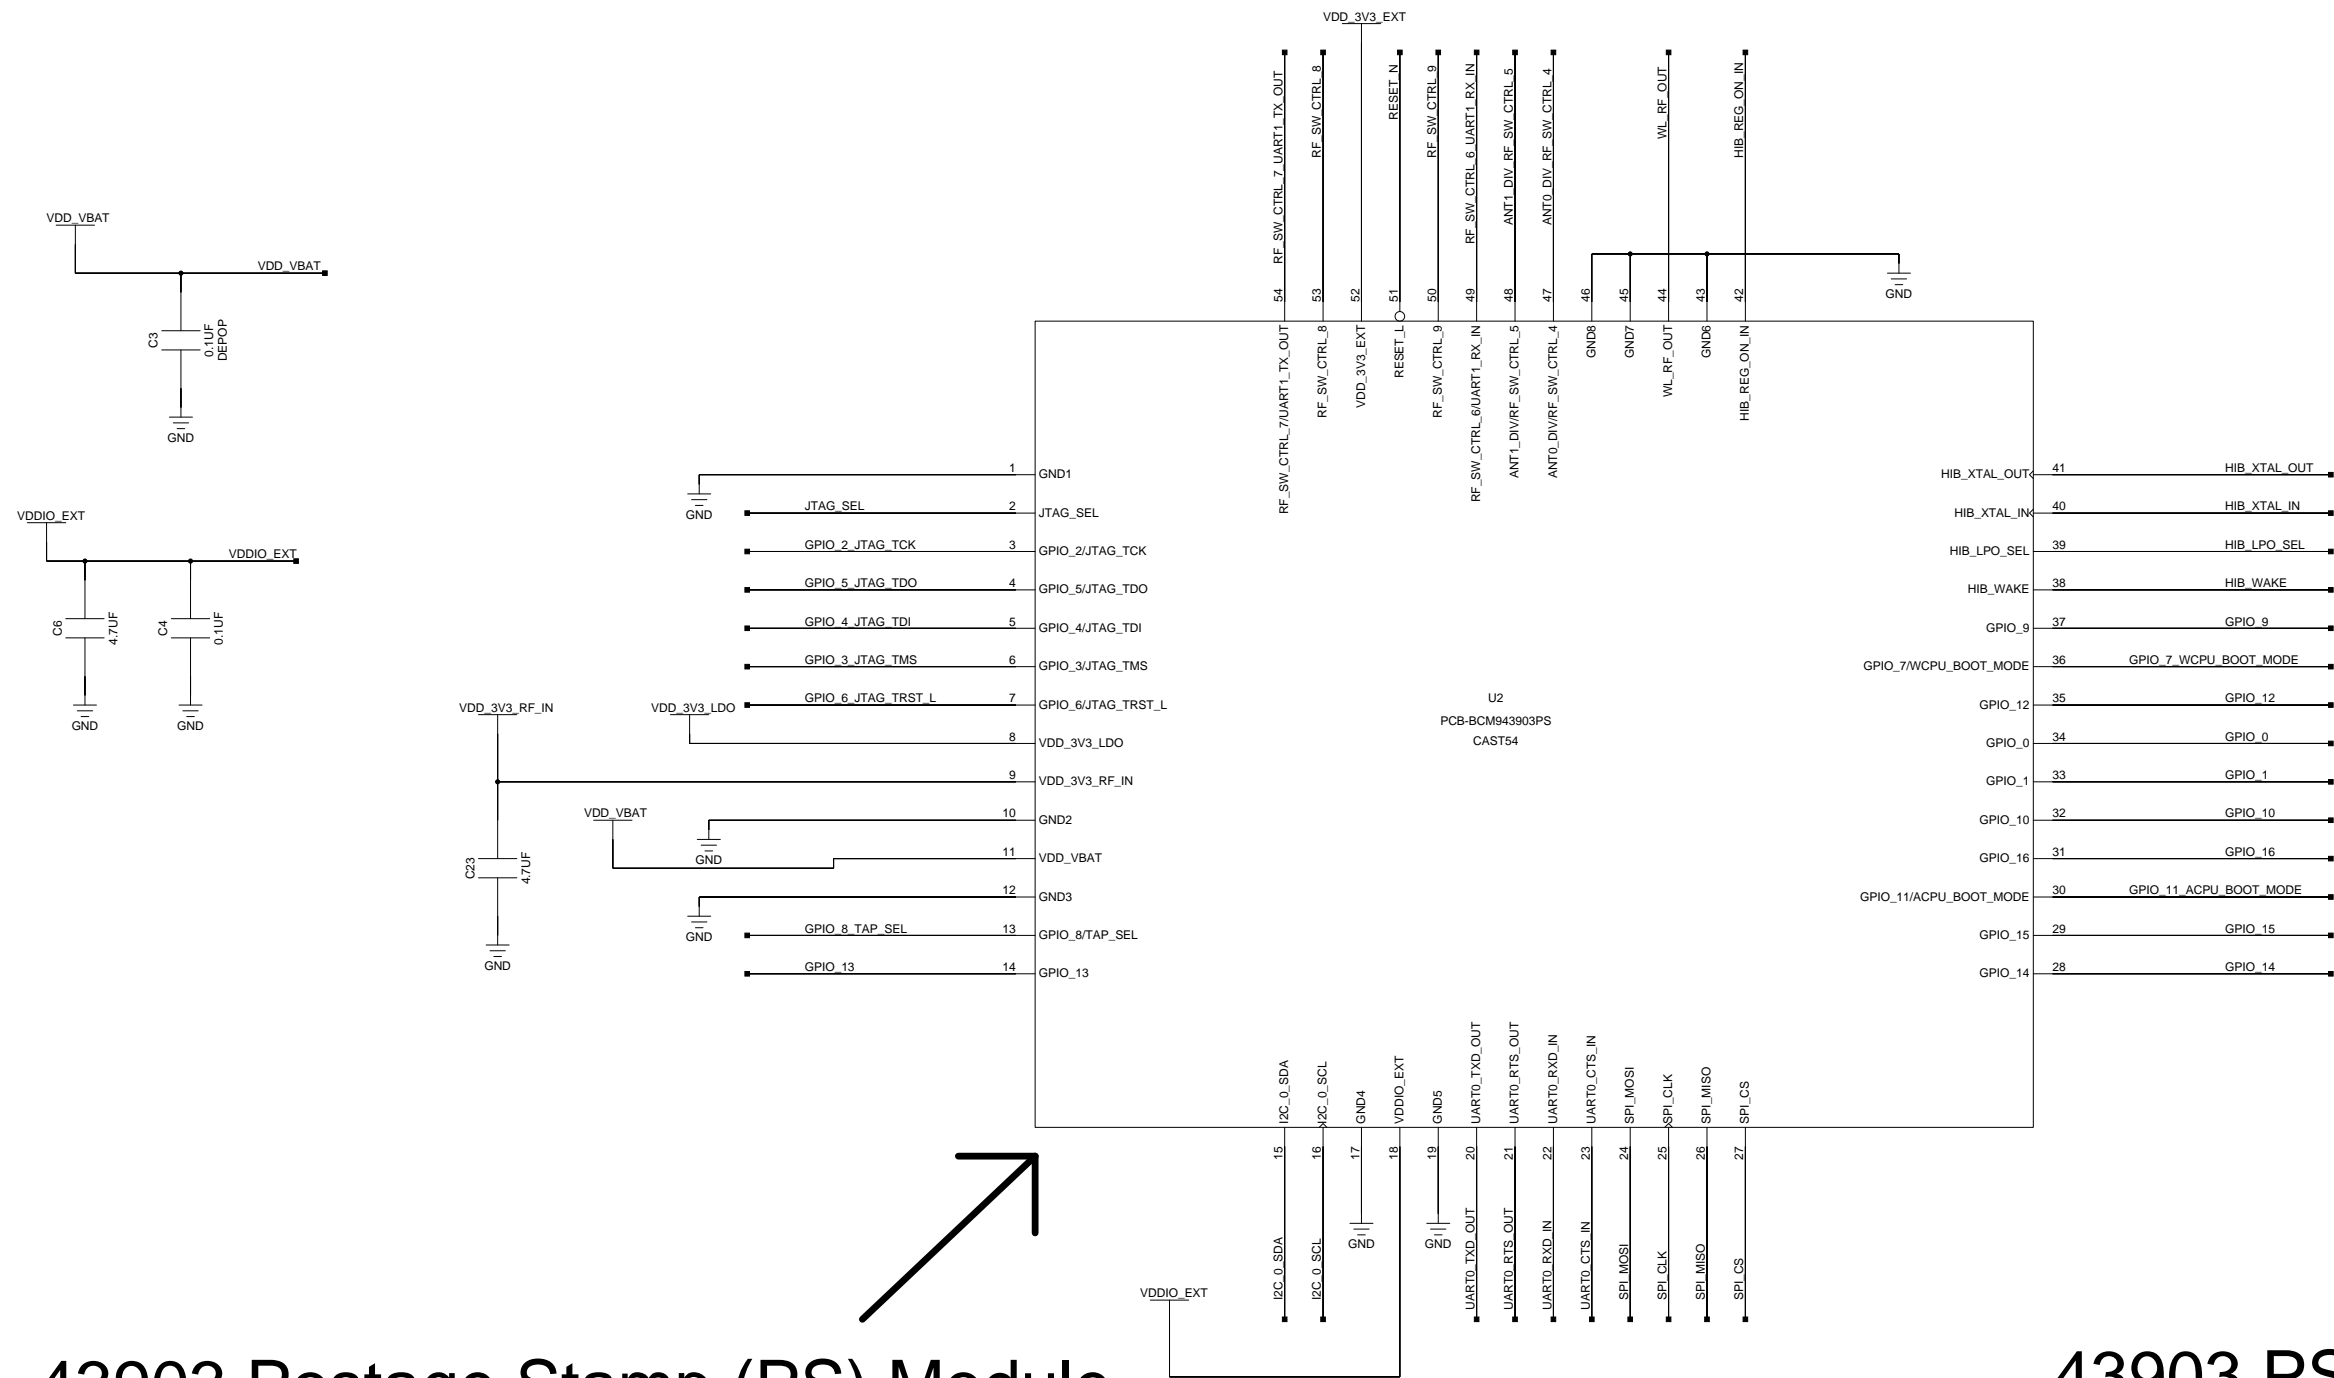 VDD_3V3_EXT
RF_SW_CTRL_7_UART1_TX_OUT
RF_SW_CTRL_8
RESET_N
RF_SW_CTRL_9
RF_SW_CTRL_6_UART1_RX_IN
ANT1_DIV_RF_SW_CTRL_5
ANT0_DIV_RF_SW_CTRL_4
WL_RF_OUT
HIB_REG_ON_IN
54
53
52
51
50
49
48
47
46
45
44
43
42
GND
RF_SW_CTRL_7/UART1_TX_OUT
RF_SW_CTRL_8
VDD_3V3_EXT
RESET_L
RF_SW_CTRL_9
RF_SW_CTRL_6/UART1_RX_IN
ANT1_DIV/RF_SW_CTRL_5
ANT0_DIV/RF_SW_CTRL_4
GND8
GND7
WL_RF_OUT
GND6
HIB_REG_ON_IN
VDD_VBAT
VDD_VBAT
C3
0.1UF
DEPOP
GND
VDDIO_EXT
VDDIO_EXT
C6
4.7UF
C4
0.1UF
GND
GND
VDD_3V3_RF_IN
C23
4.7UF
GND
VDD_3V3_LDO
VDD_VBAT
GND
GND
GND
1 GND1
JTAG_SEL 2 JTAG_SEL
GPIO_2_JTAG_TCK 3 GPIO_2/JTAG_TCK
GPIO_5_JTAG_TDO 4 GPIO_5/JTAG_TDO
GPIO_4_JTAG_TDI 5 GPIO_4/JTAG_TDI
GPIO_3_JTAG_TMS 6 GPIO_3/JTAG_TMS
GPIO_6_JTAG_TRST_L 7 GPIO_6/JTAG_TRST_L
8 VDD_3V3_LDO
9 VDD_3V3_RF_IN
10 GND2
11 VDD_VBAT
12 GND3
GPIO_8_TAP_SEL 13 GPIO_8/TAP_SEL
GPIO_13 14 GPIO_13
U2
PCB-BCM943903PS
CAST54
HIB_XTAL_OUT 41 HIB_XTAL_OUT
HIB_XTAL_IN 40 HIB_XTAL_IN
HIB_LPO_SEL 39 HIB_LPO_SEL
HIB_WAKE 38 HIB_WAKE
GPIO_9 37 GPIO_9
GPIO_7/WCPU_BOOT_MODE 36 GPIO_7_WCPU_BOOT_MODE
GPIO_12 35 GPIO_12
GPIO_0 34 GPIO_0
GPIO_1 33 GPIO_1
GPIO_10 32 GPIO_10
GPIO_16 31 GPIO_16
GPIO_11/ACPU_BOOT_MODE 30 GPIO_11_ACPU_BOOT_MODE
GPIO_15 29 GPIO_15
GPIO_14 28 GPIO_14
I2C_0_SDA
I2C_0_SCL
GND4
VDDIO_EXT
GND5
UART0_TXD_OUT
UART0_RTS_OUT
UART0_RXD_IN
UART0_CTS_IN
SPI_MOSI
SPI_CLK
SPI_MISO
SPI_CS
15
16
17
18
19
20
21
22
23
24
25
26
27
I2C_0_SDA
I2C_0_SCL
GND
GND
UART0_TXD_OUT
UART0_RTS_OUT
UART0_RXD_IN
UART0_CTS_IN
SPI_MOSI
SPI_CLK
SPI_MISO
SPI_CS
VDDIO_EXT
43903 Postage Stamp (PS) Module
43903 PS